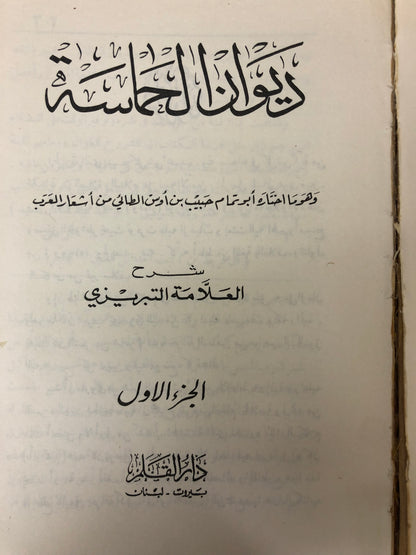 ديوان الحماسة
وهو ما اختاره أبو تمام حبيب بن أوس الطائي من أشعار العرب
شرح
العلامة التبريزي
الجزء الاول
دار القلم
بيروت - لبنان